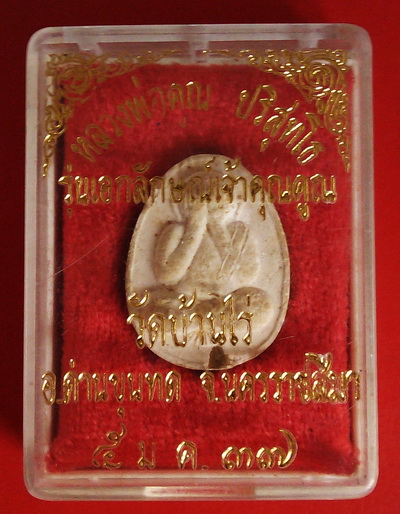 หลวงพ่อคูณ ปริสุทโธ
รุ่นเอกลักษณ์เจ้าคุณคูณ
วัดบ้านไร่
อ.ด่านขุนทด จ.นครราชสีมา
๕ ม ค. ๓๗